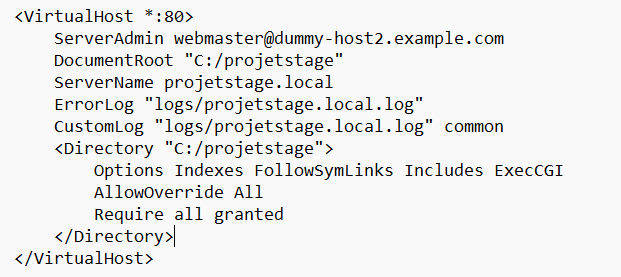 <VirtualHost *:80>
ServerAdmin webmaster@dummy-host2.example.com
DocumentRoot "C:/projetstage"
ServerName projetstage.local
ErrorLog "logs/projetstage.local.log"
CustomLog "logs/projetstage.local.log" common
<Directory "C:/projetstage">
Options Indexes FollowSymLinks Includes ExecCGI
AllowOverride All
Require all granted
</Directory>
</VirtualHost>